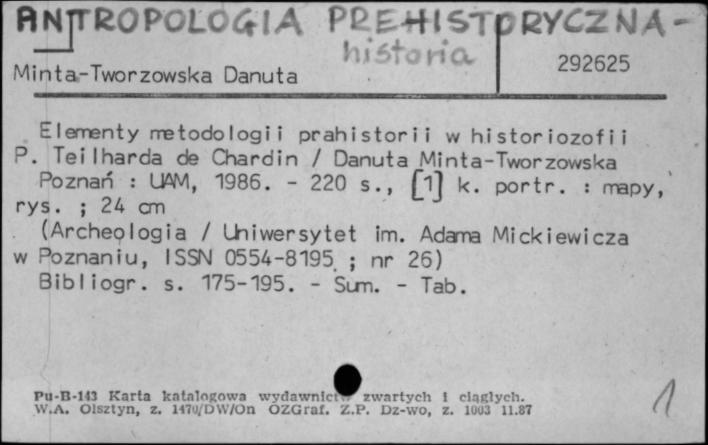 ANTROPOLOGIA PREHISTORYCZNA -
historia
292625
Minta-Tworzowska Danuta
Elementy metodologii prahistorii w historiozofii
P. Teilharda de Chardin / Danuta Minta-Tworzowska
Poznań : UAM, 1986. - 220 s., [1] k. portr. : mapy,
rys. ; 24 cm
(Archeologia / Uniwersytet im. Adama Mickiewicza
w Poznaniu, ISSN 0554-8195 ; nr 26)
Bibliogr. s. 175-195. - Sum. - Tab.
Pu-B-143 Karta katalogowa wydawnictw zwartych i ciągłych.
W.A. Olsztyn, z. 1470/DW/On OZGraf. Z.P. Dz-wo, z. 1003 11.87
1